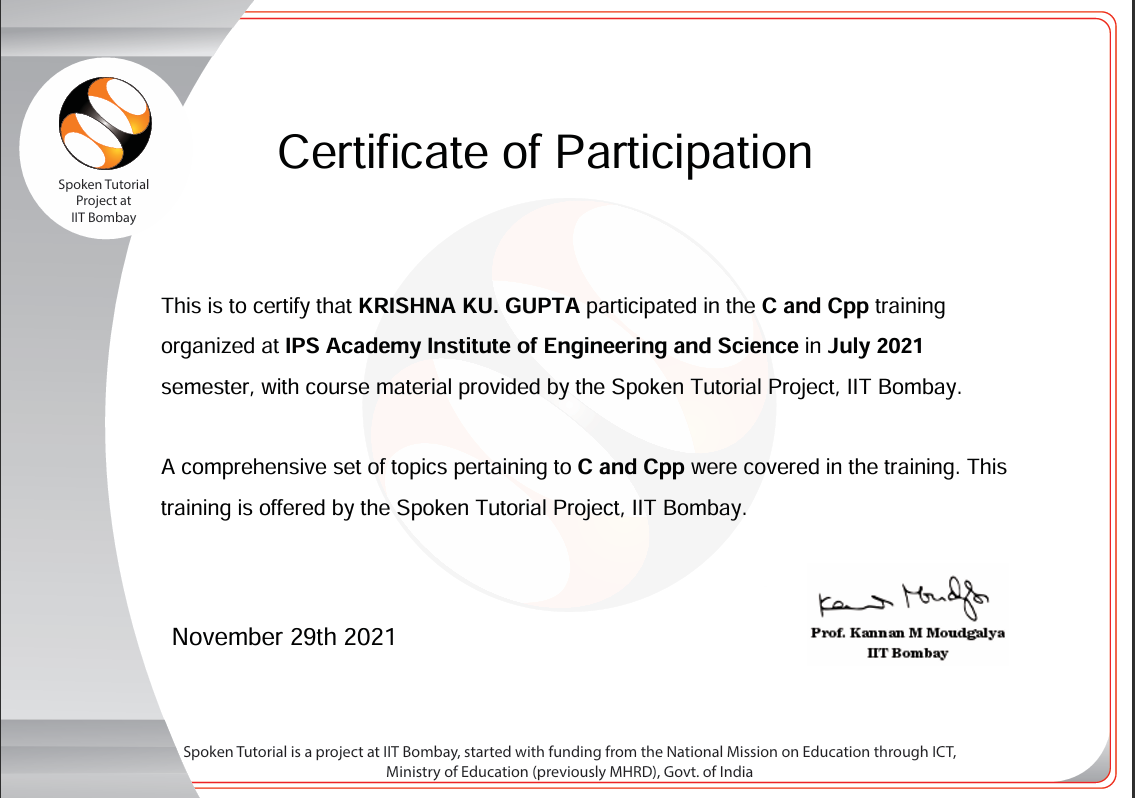 Spoken Tutorial
Project at
IIT Bombay
Certificate of Participation
This is to certify that KRISHNA KU. GUPTA participated in the C and Cpp training
organized at IPS Academy Institute of Engineering and Science in July 2021
semester, with course material provided by the Spoken Tutorial Project, IIT Bombay.
A comprehensive set of topics pertaining to C and Cpp were covered in the training. This
training is offered by the Spoken Tutorial Project, IIT Bombay.
November 29th 2021
Prof. Kannan M Moudgalya
IIT Bombay
Spoken Tutorial is a project at IIT Bombay, started with funding from the National Mission on Education through ICT,
Ministry of Education (previously MHRD), Govt. of India